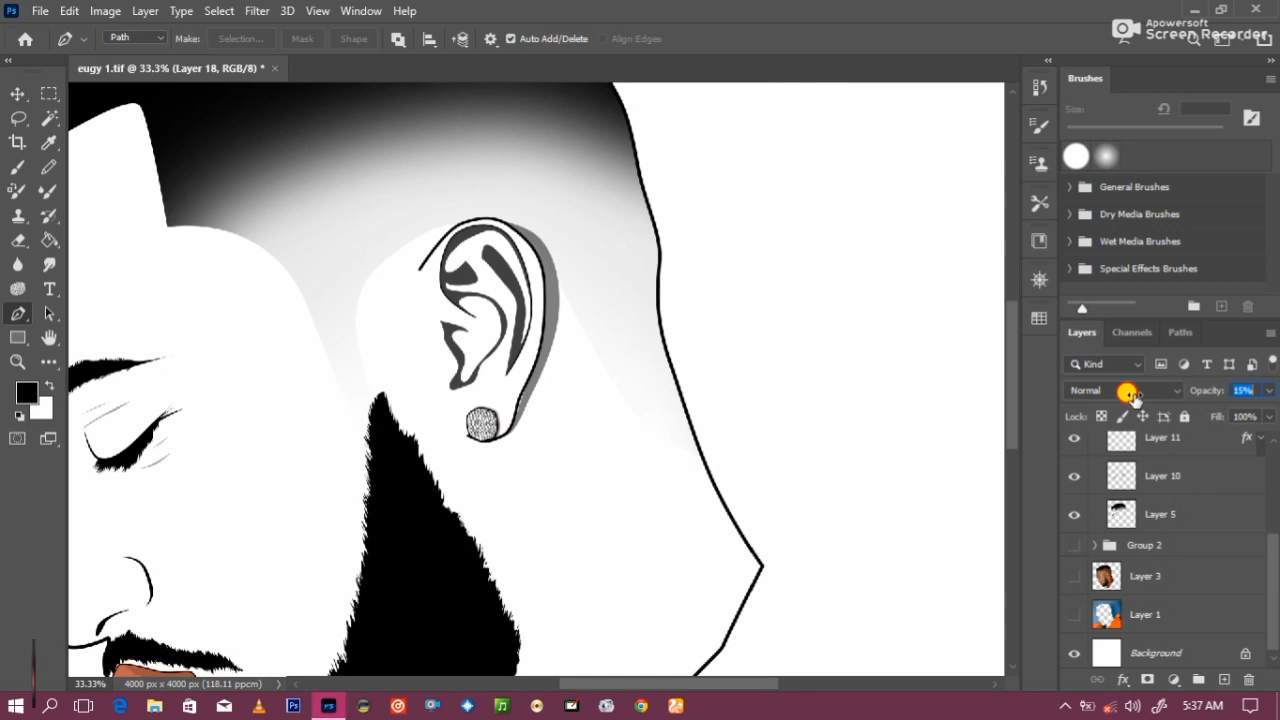 File Edit Image Layer Type Select Filter 3D View Window Help
Apowersoft
Screen Recorder
Path Make: Selection... Mask Shape Auto Add/Delete Align Edges
eugy 1.tif @ 33.3% (Layer 18, RGB/8) *
Brushes
Size:
General Brushes
Dry Media Brushes
Wet Media Brushes
Special Effects Brushes
Layers Channels Paths
Kind
Normal Opacity: 15%
Lock: Fill: 100%
Layer 11 fx
Layer 10
Layer 5
Group 2
Layer 3
Layer 1
Background
33.33% 4000 px x 4000 px (118.11 ppcm)
5:37 AM